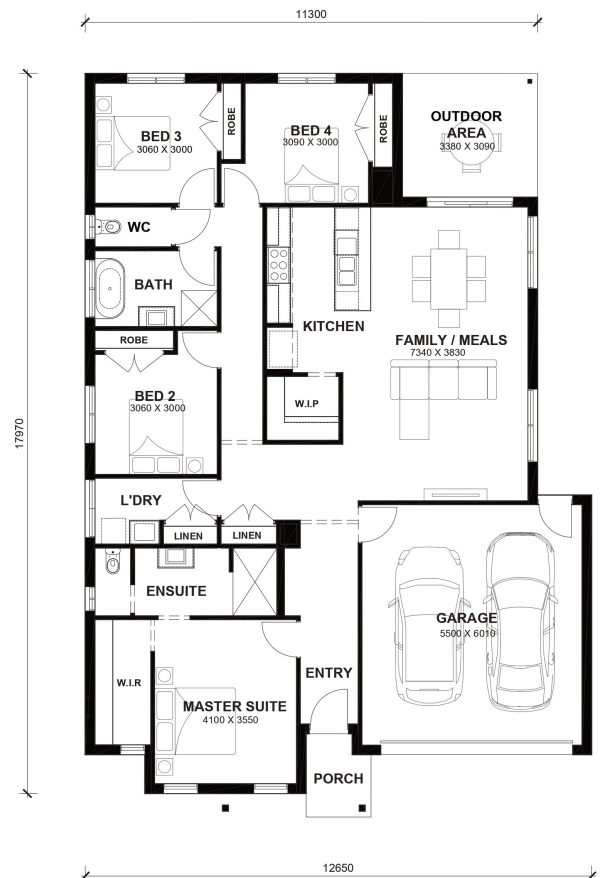 11300
BED 3
3060 X 3000
ROBE
BED 4
3090 X 3000
ROBE
OUTDOOR
AREA
3380 X 3090
WC
BATH
KITCHEN
FAMILY / MEALS
7340 X 3830
ROBE
BED 2
3060 X 3000
W.I.P
17970
L'DRY
LINEN
LINEN
ENSUITE
GARAGE
5500 X 6010
W.I.R
ENTRY
MASTER SUITE
4100 X 3550
PORCH
12650